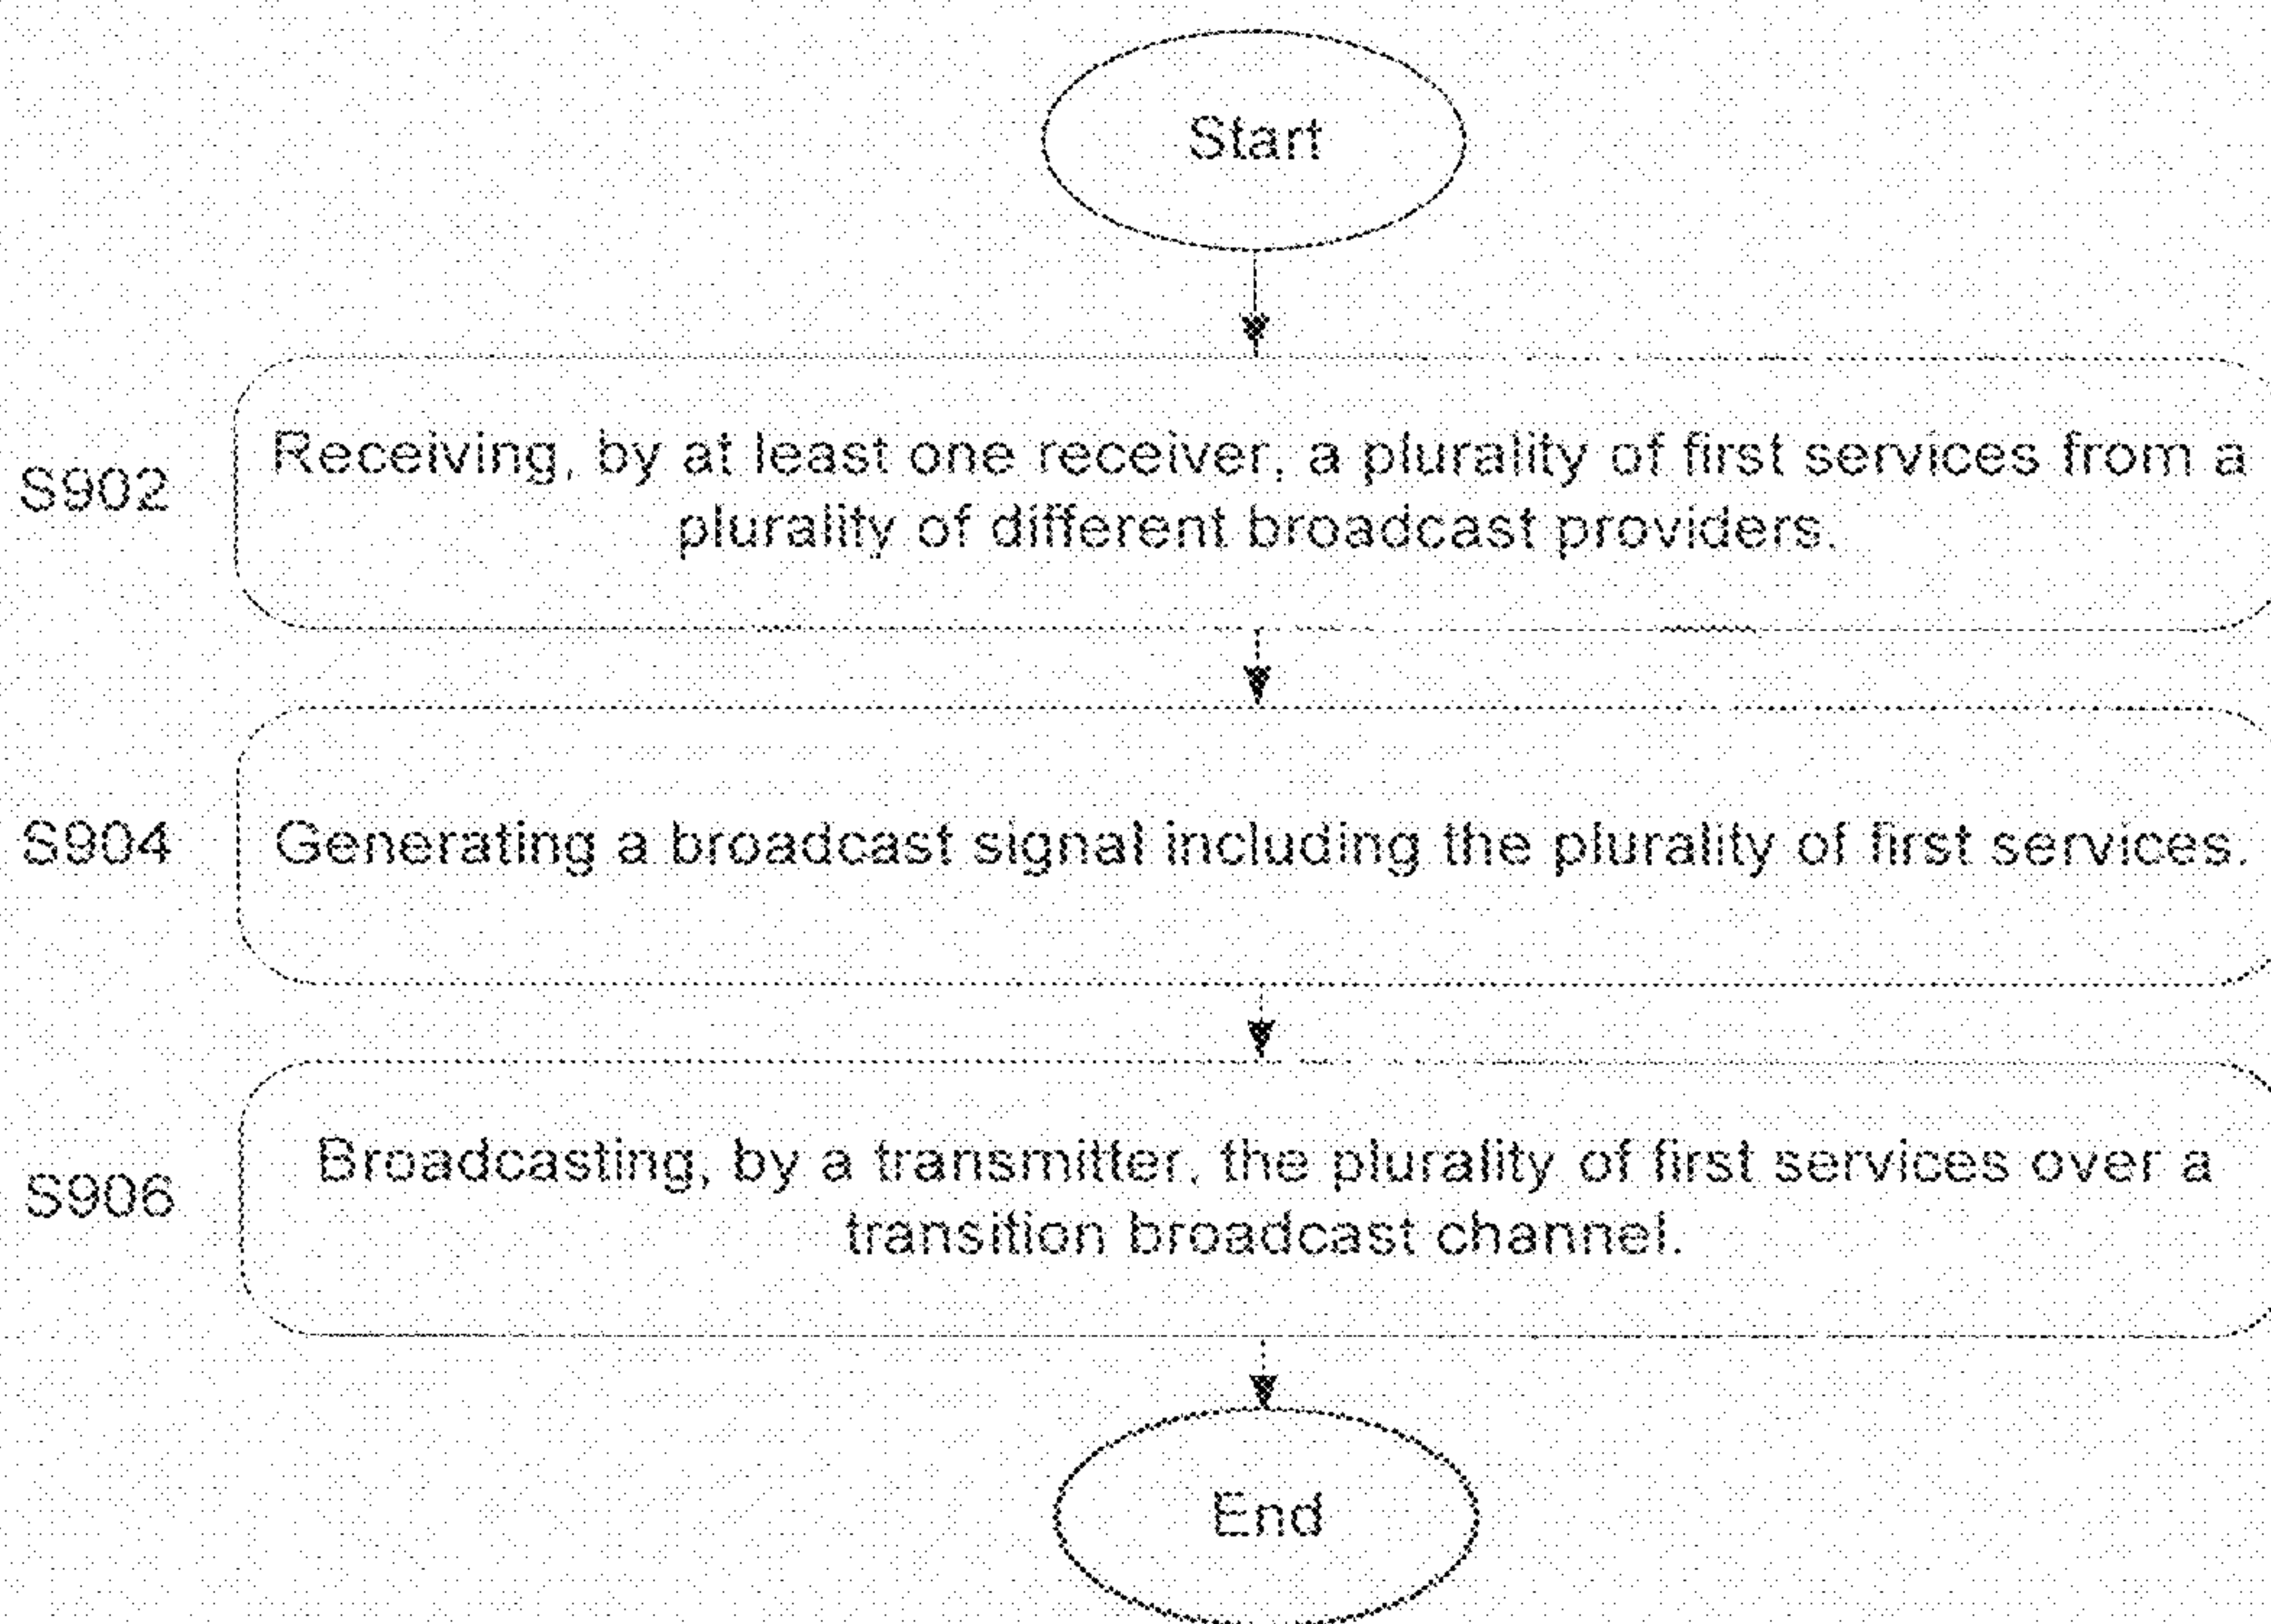 Start
S902
Receiving, by at least one receiver, a plurality of first services from a
plurality of different broadcast providers.
S904
Generating a broadcast signal including the plurality of first services.
S906
Broadcasting, by a transmitter, the plurality of first services over a
transition broadcast channel.
End